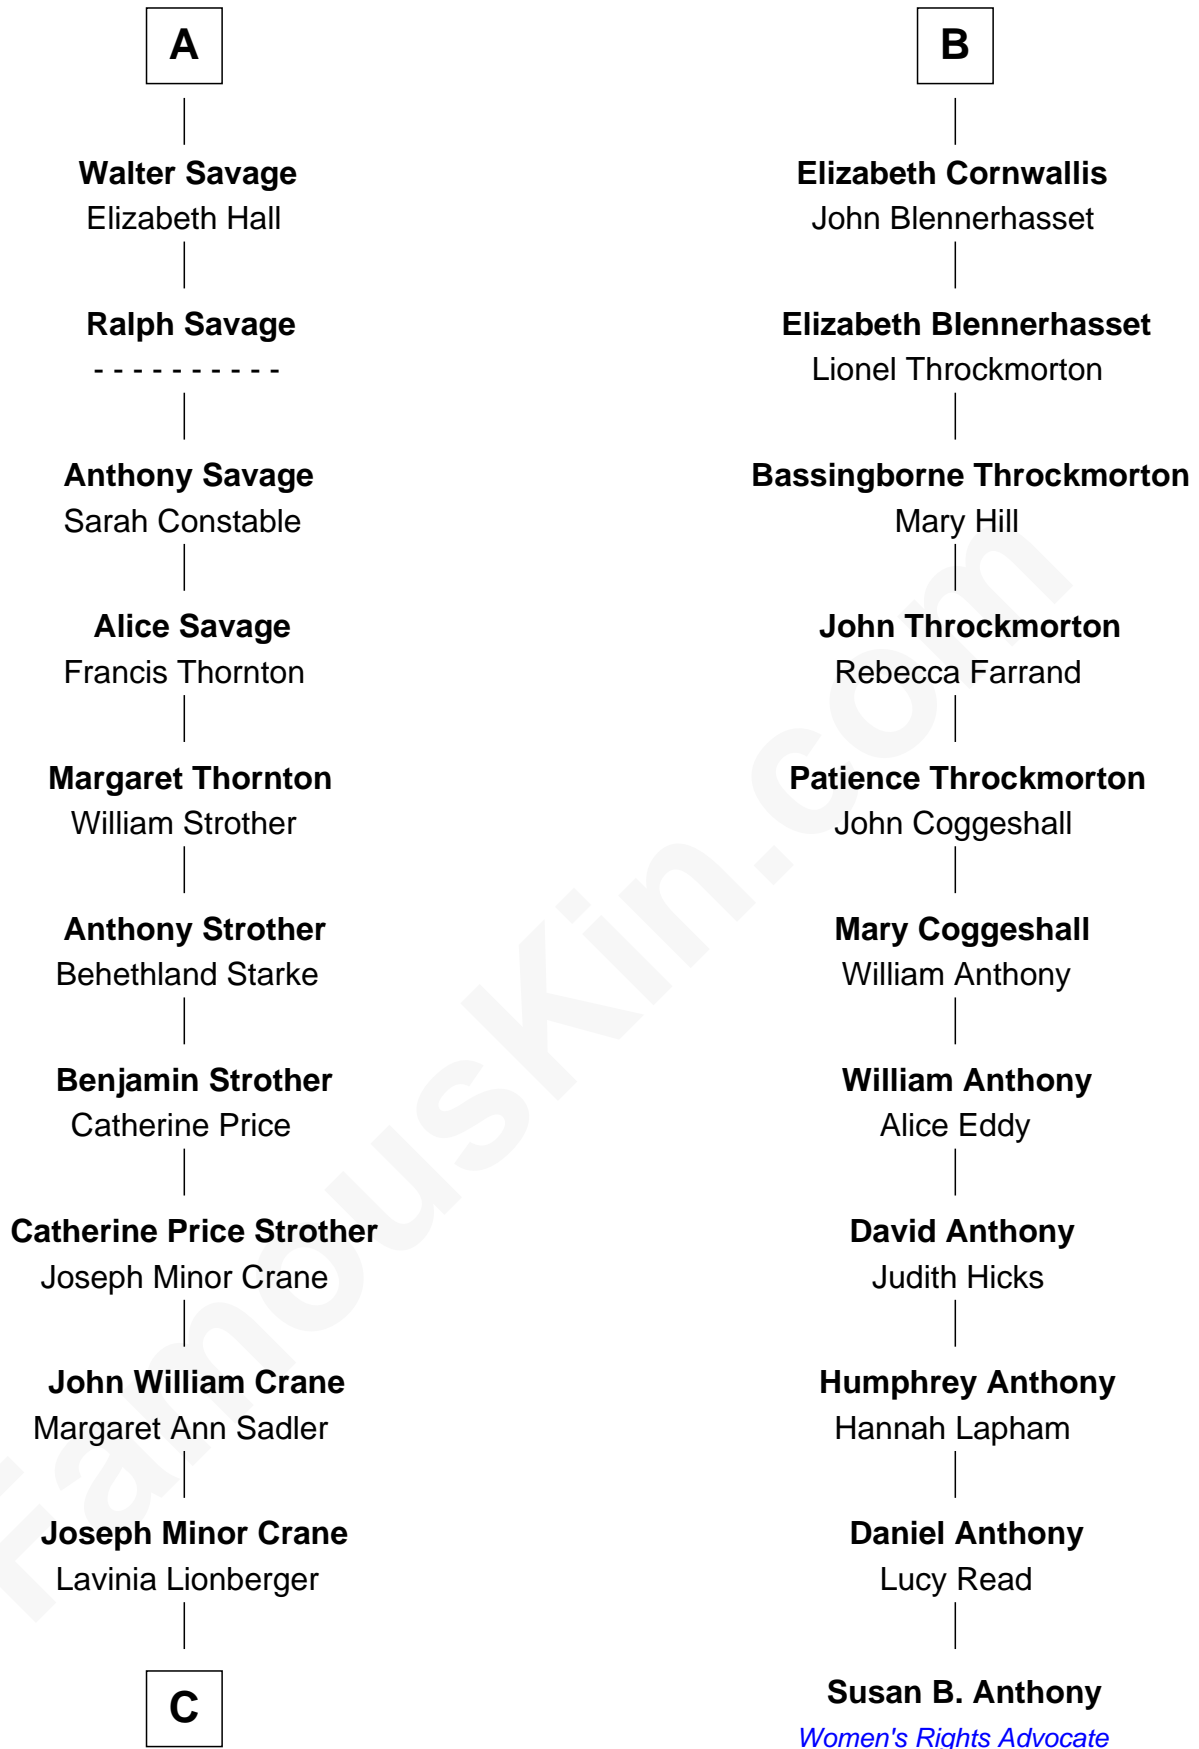 A
Walter Savage
Elizabeth Hall
Ralph Savage
- - - - - - - - - -
Anthony Savage
Sarah Constable
Alice Savage
Francis Thornton
Margaret Thornton
William Strother
Anthony Strother
Behethland Starke
Benjamin Strother
Catherine Price
Catherine Price Strother
Joseph Minor Crane
John William Crane
Margaret Ann Sadler
Joseph Minor Crane
Lavinia Lionberger
C
B
Elizabeth Cornwallis
John Blennerhasset
Elizabeth Blennerhasset
Lionel Throckmorton
Bassingborne Throckmorton
Mary Hill
John Throckmorton
Rebecca Farrand
Patience Throckmorton
John Coggeshall
Mary Coggeshall
William Anthony
William Anthony
Alice Eddy
David Anthony
Judith Hicks
Humphrey Anthony
Hannah Lapham
Daniel Anthony
Lucy Read
Susan B. Anthony
Women's Rights Advocate
FamousKin.com